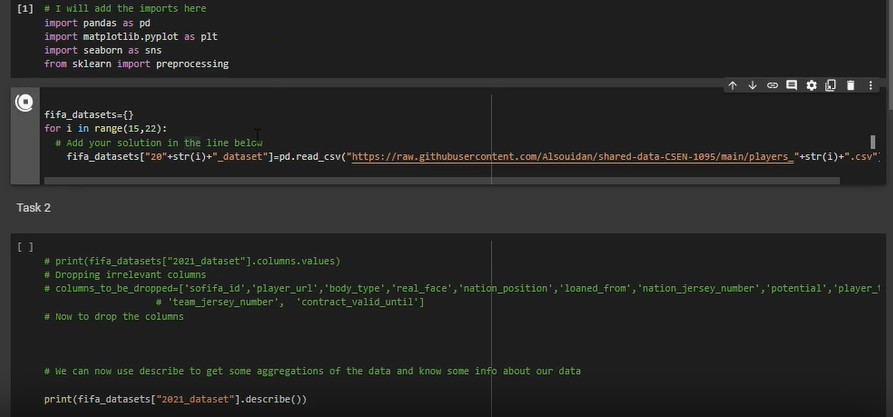 [1] # I will add the imports here
import pandas as pd
import matplotlib.pyplot as plt
import seaborn as sns
from sklearn import preprocessing
fifa_datasets={}
for i in range(15,22):
# Add your solution in the line below
fifa_datasets["20"+str(i)+"_dataset"]=pd.read_csv("https://raw.githubusercontent.com/Alsouidan/shared-data-CSEN-1095/main/players_"+str(i)+".csv"
Task 2
[ ]
# print(fifa_datasets["2021_dataset"].columns.values)
# Dropping irrelevant columns
# columns_to_be_dropped=['sofifa_id','player_url','body_type','real_face','nation_position','loaned_from','nation_jersey_number','potential','player_t
# 'team_jersey_number', 'contract_valid_until']
# Now to drop the columns
# We can now use describe to get some aggregations of the data and know some info about our data
print(fifa_datasets["2021_dataset"].describe())